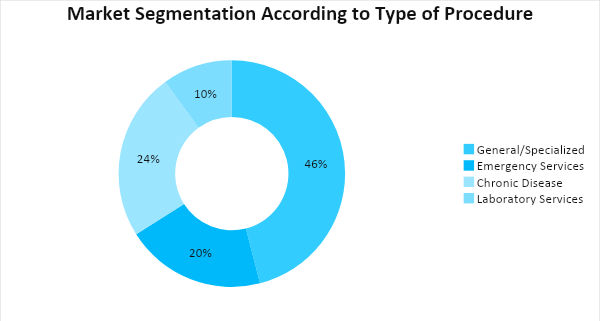 Market Segmentation According to Type of Procedure
10%
46%
24%
20%
General/Specialized
Emergency Services
Chronic Disease
Laboratory Services